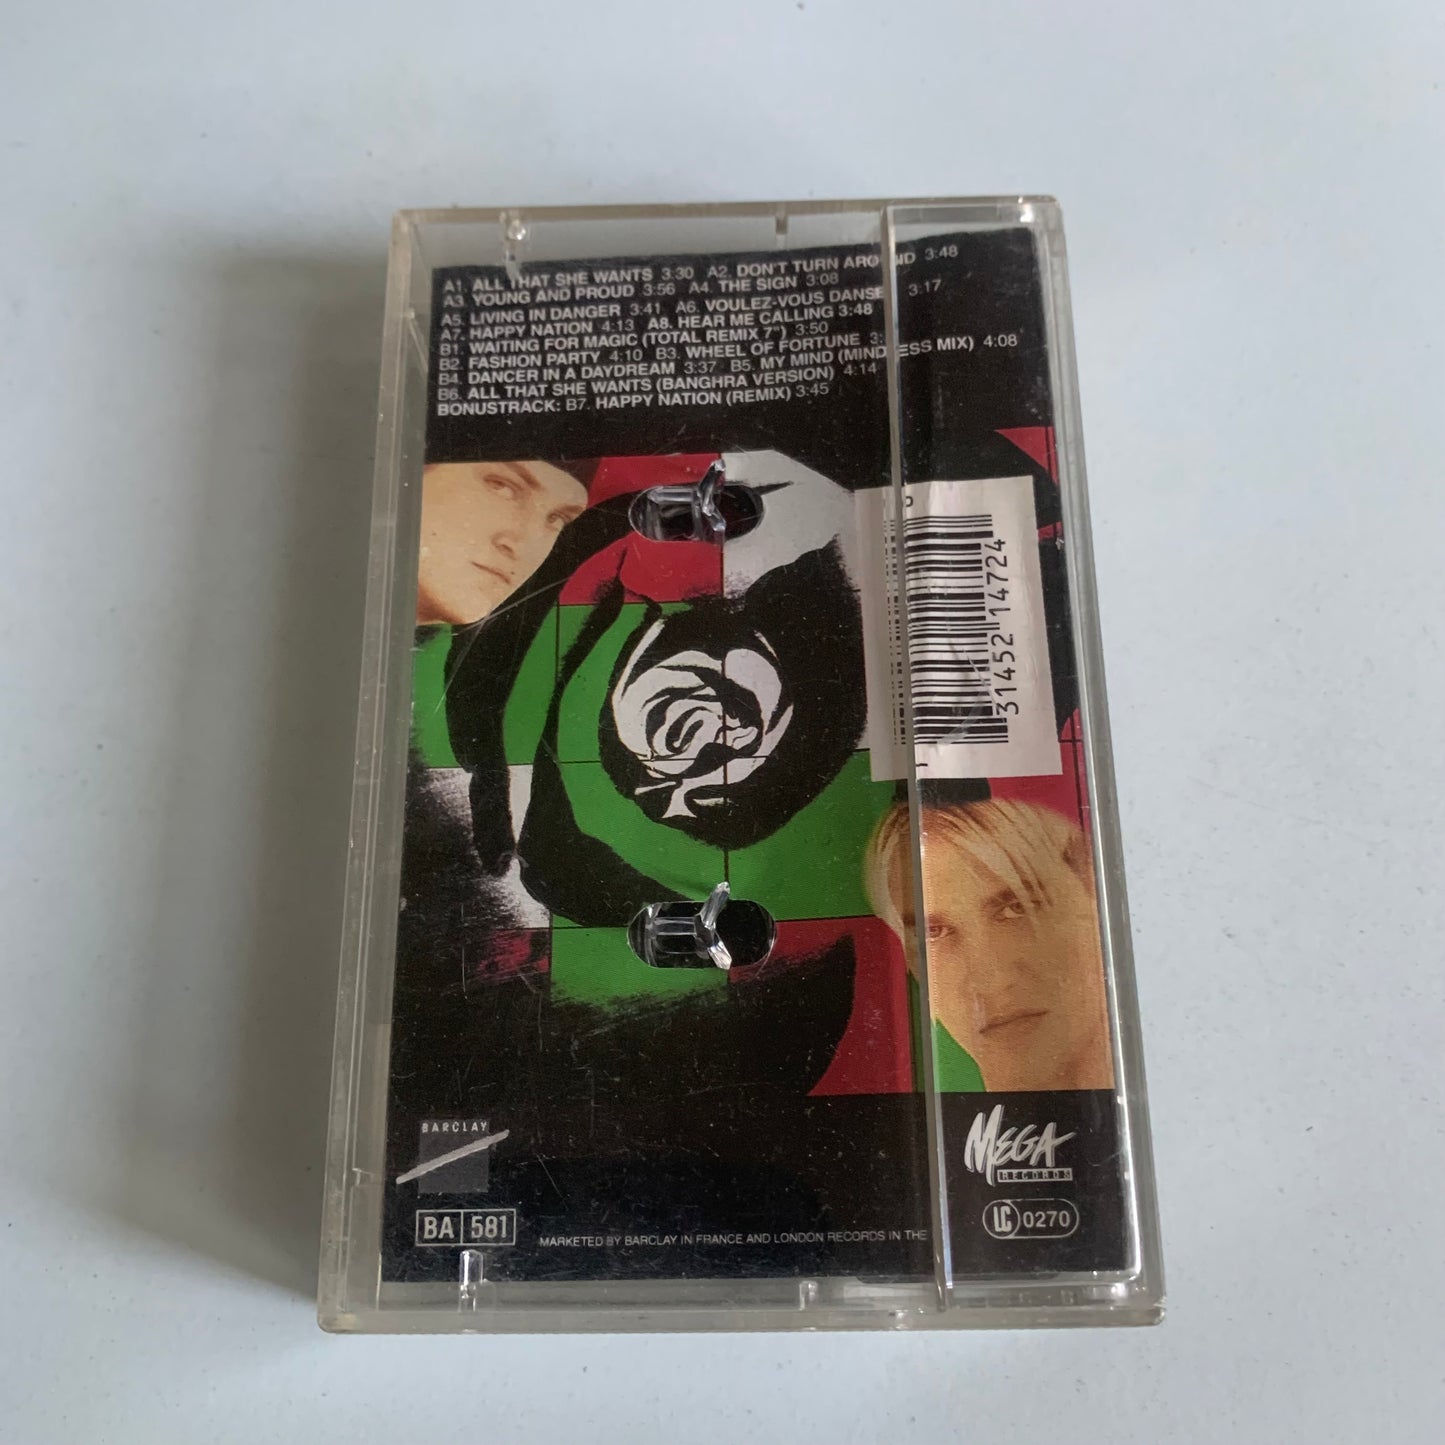 A1. ALL THAT SHE WANTS 3:30 A2. DON'T TURN AROUND 3:48
A3. YOUNG AND PROUD 3:56 A4. THE SIGN 3:08
A5. LIVING IN DANGER 3:41 A6. VOULEZ-VOUS DANSER 3:17
A7. HAPPY NATION 4:13 A8. HEAR ME CALLING 3:48
B1. WAITING FOR MAGIC (TOTAL REMIX 7") 3:50
B2. FASHION PARTY 4:10 B3. WHEEL OF FORTUNE
B4. DANCER IN A DAYDREAM 3:37 B5. MY MIND (MINDLESS MIX) 4:08
B6. ALL THAT SHE WANTS (BANGHRA VERSION) 4:14
BONUSTRACK: B7. HAPPY NATION (REMIX) 3:45
31452 14724
BARCLAY
BA 581
MEGA
RECORDS
LC 0270
MARKETED BY BARCLAY IN FRANCE AND LONDON RECORDS IN THE